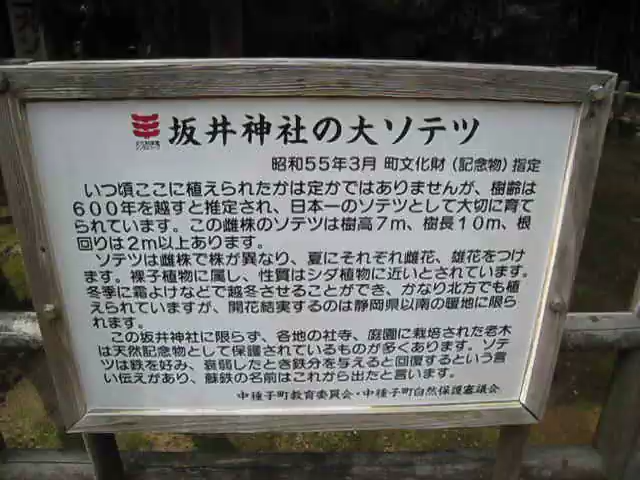 坂井神社の大ソテツ
昭和55年3月 町文化財（記念物）指定
いつ頃ここに植えられたかは定かではありませんが、樹齢は
600年を越すと推定され、日本一のソテツとして大切に育て
られています。この雌株のソテツは樹高7m、樹長10m、根
回りは2m以上あります。
ソテツは雌株で株が異なり、夏にそれぞれ雌花、雄花をつけ
ます。裸子植物に属し、性質はシダ植物に近いとされています。
冬季に霜よけなどで越冬させることができ、かなり北方でも植
えられていますが、開花結実するのは静岡県以南の暖地に限ら
れます。
この坂井神社に限らず、各地の社寺、庭園に栽培された老木
は天然記念物として保護されているものが多くあります。ソテ
ツは鉄を好み、衰弱したとき鉄分を与えると回復するという言
い伝えがあり、蘇鉄の名前はこれから出たと言います。
中種子町教育委員会・中種子町自然保護審議会